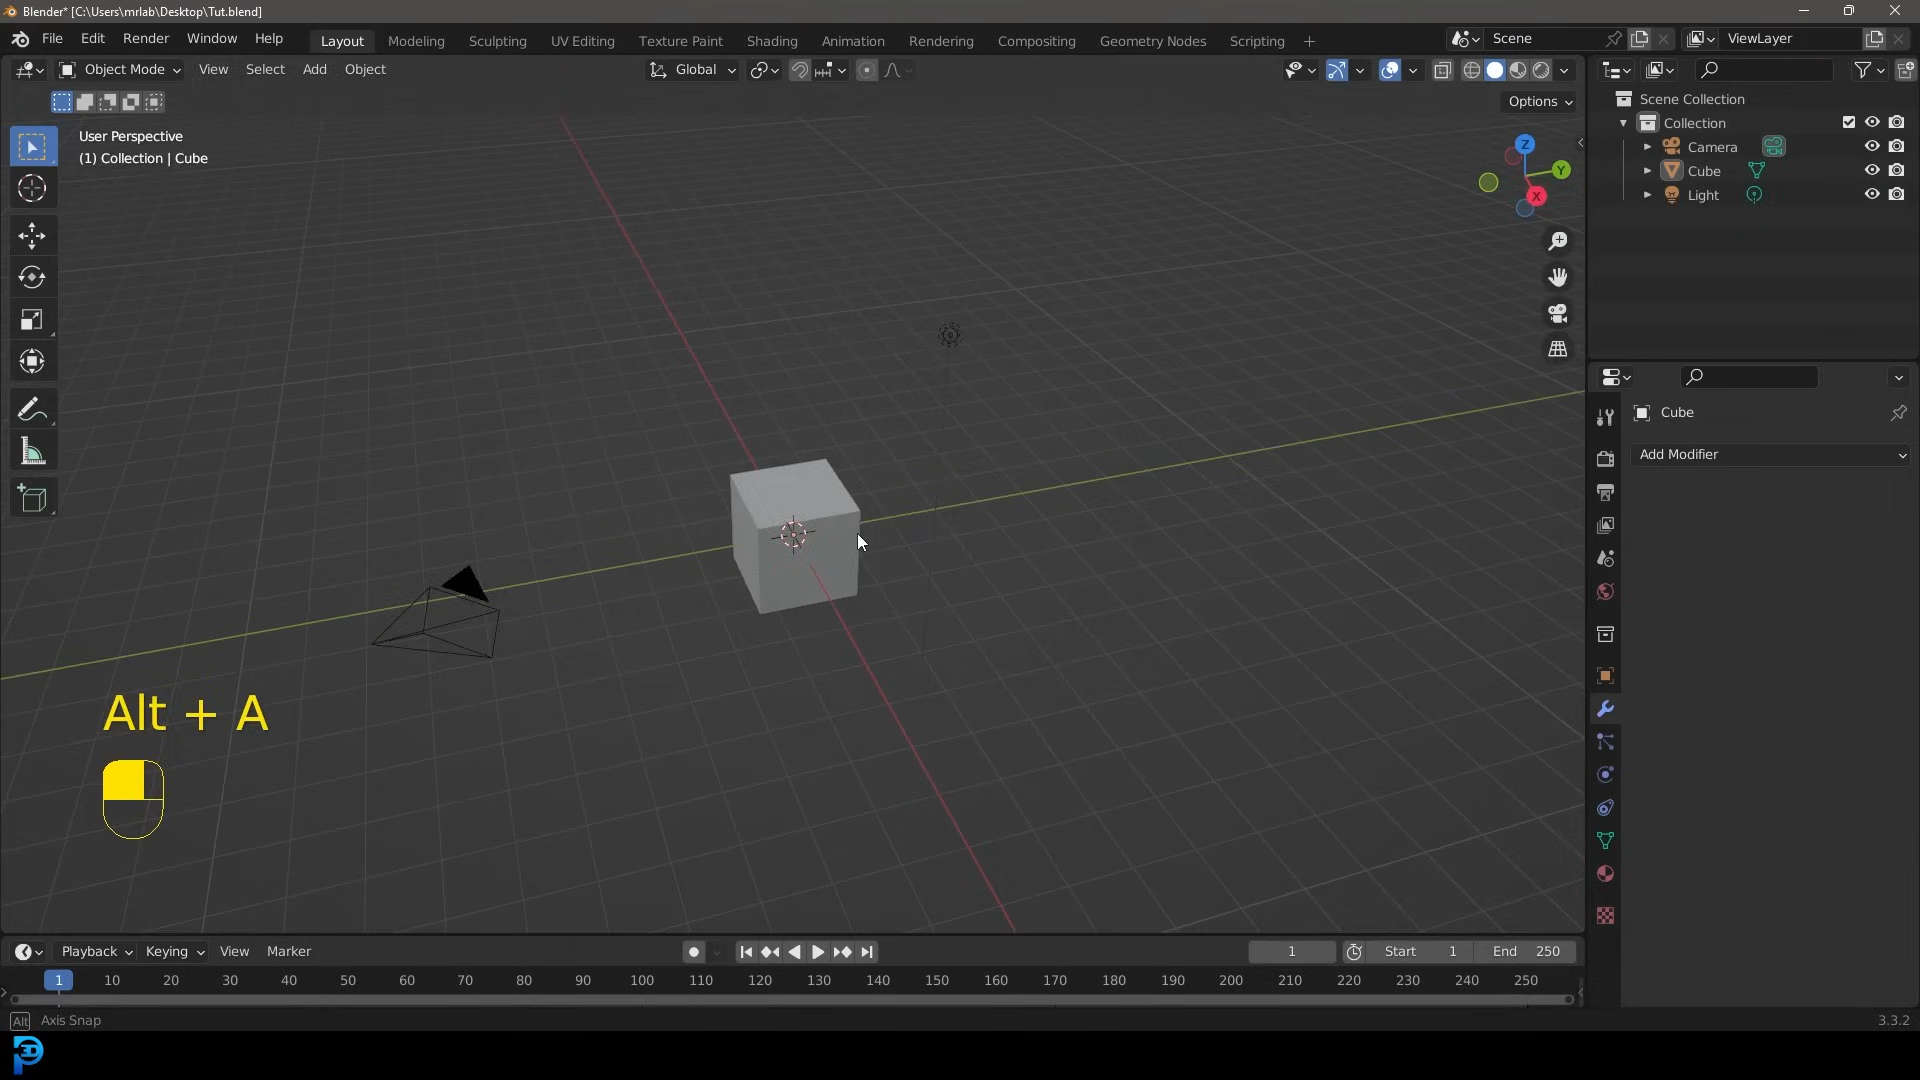 Blender* [C:\Users\mrlab\Desktop\Tut.blend]
File Edit Render Window Help Layout Modeling Sculpting UV Editing Texture Paint Shading Animation Rendering Compositing Geometry Nodes Scripting + Scene ViewLayer
Object Mode View Select Add Object Global
Options
User Perspective
(1) Collection | Cube
Z
Y
X
Scene Collection
Collection
Camera
Cube
Light
Cube
Add Modifier
Alt + A
Playback Keying View Marker 1 Start 1 End 250
1 10 20 30 40 50 60 70 80 90 100 110 120 130 140 150 160 170 180 190 200 210 220 230 240 250
Alt Axis Snap 3.3.2
3D